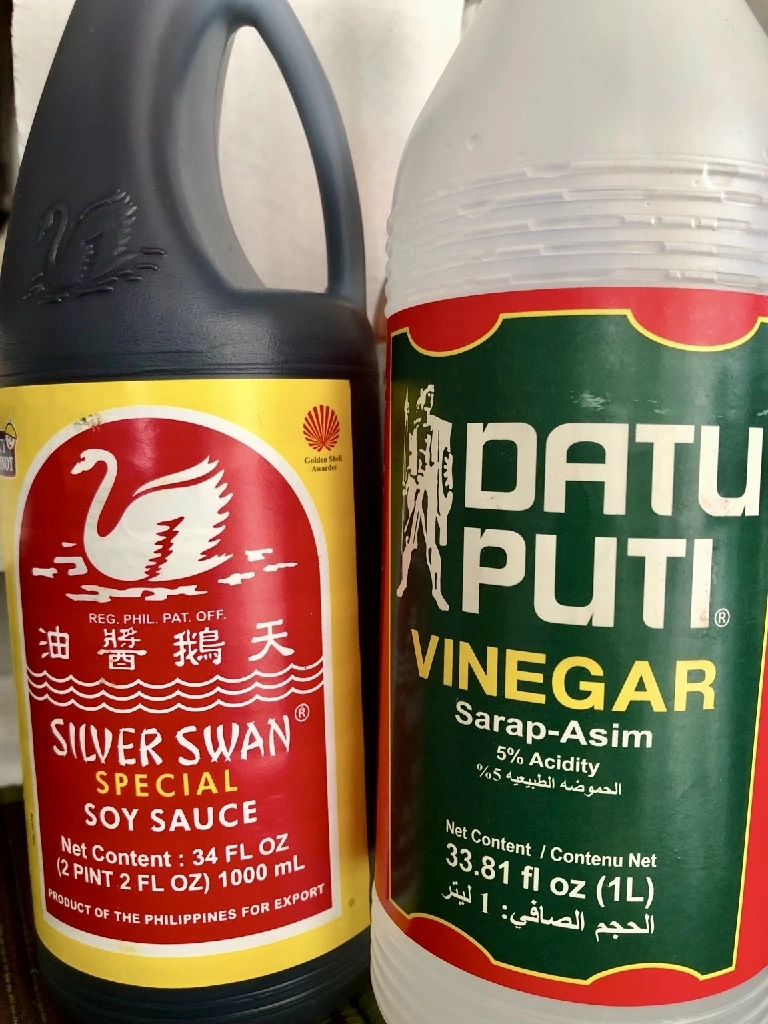 Golden Shell
Awardee
REG. PHIL. PAT. OFF.
油醬鵝天
SILVER SWAN®
SPECIAL
SOY SAUCE
Net Content : 34 FL OZ
(2 PINT 2 FL OZ) 1000 mL
PRODUCT OF THE PHILIPPINES FOR EXPORT
DATU
PUTI®
VINEGAR
Sarap-Asim
5% Acidity
الحموضه الطبيعيه 5%
Net Content / Contenu Net
33.81 fl oz (1L)
الحجم الصافي: 1 ليتر